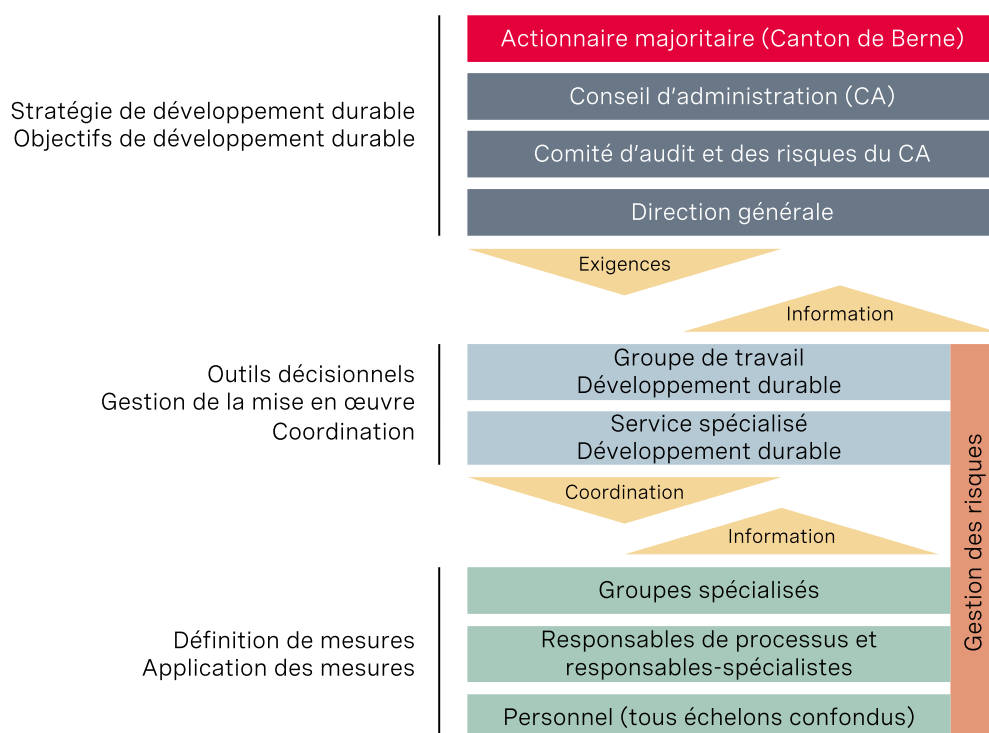 Actionnaire majoritaire (Canton de Berne)
Stratégie de développement durable
Objectifs de développement durable
Conseil d'administration (CA)
Comité d'audit et des risques du CA
Direction générale
Exigences
Information
Outils décisionnels
Gestion de la mise en œuvre
Coordination
Groupe de travail
Développement durable
Service spécialisé
Développement durable
Coordination
Information
Gestion des risques
Définition de mesures
Application des mesures
Groupes spécialisés
Responsables de processus et
responsables-spécialistes
Personnel (tous échelons confondus)